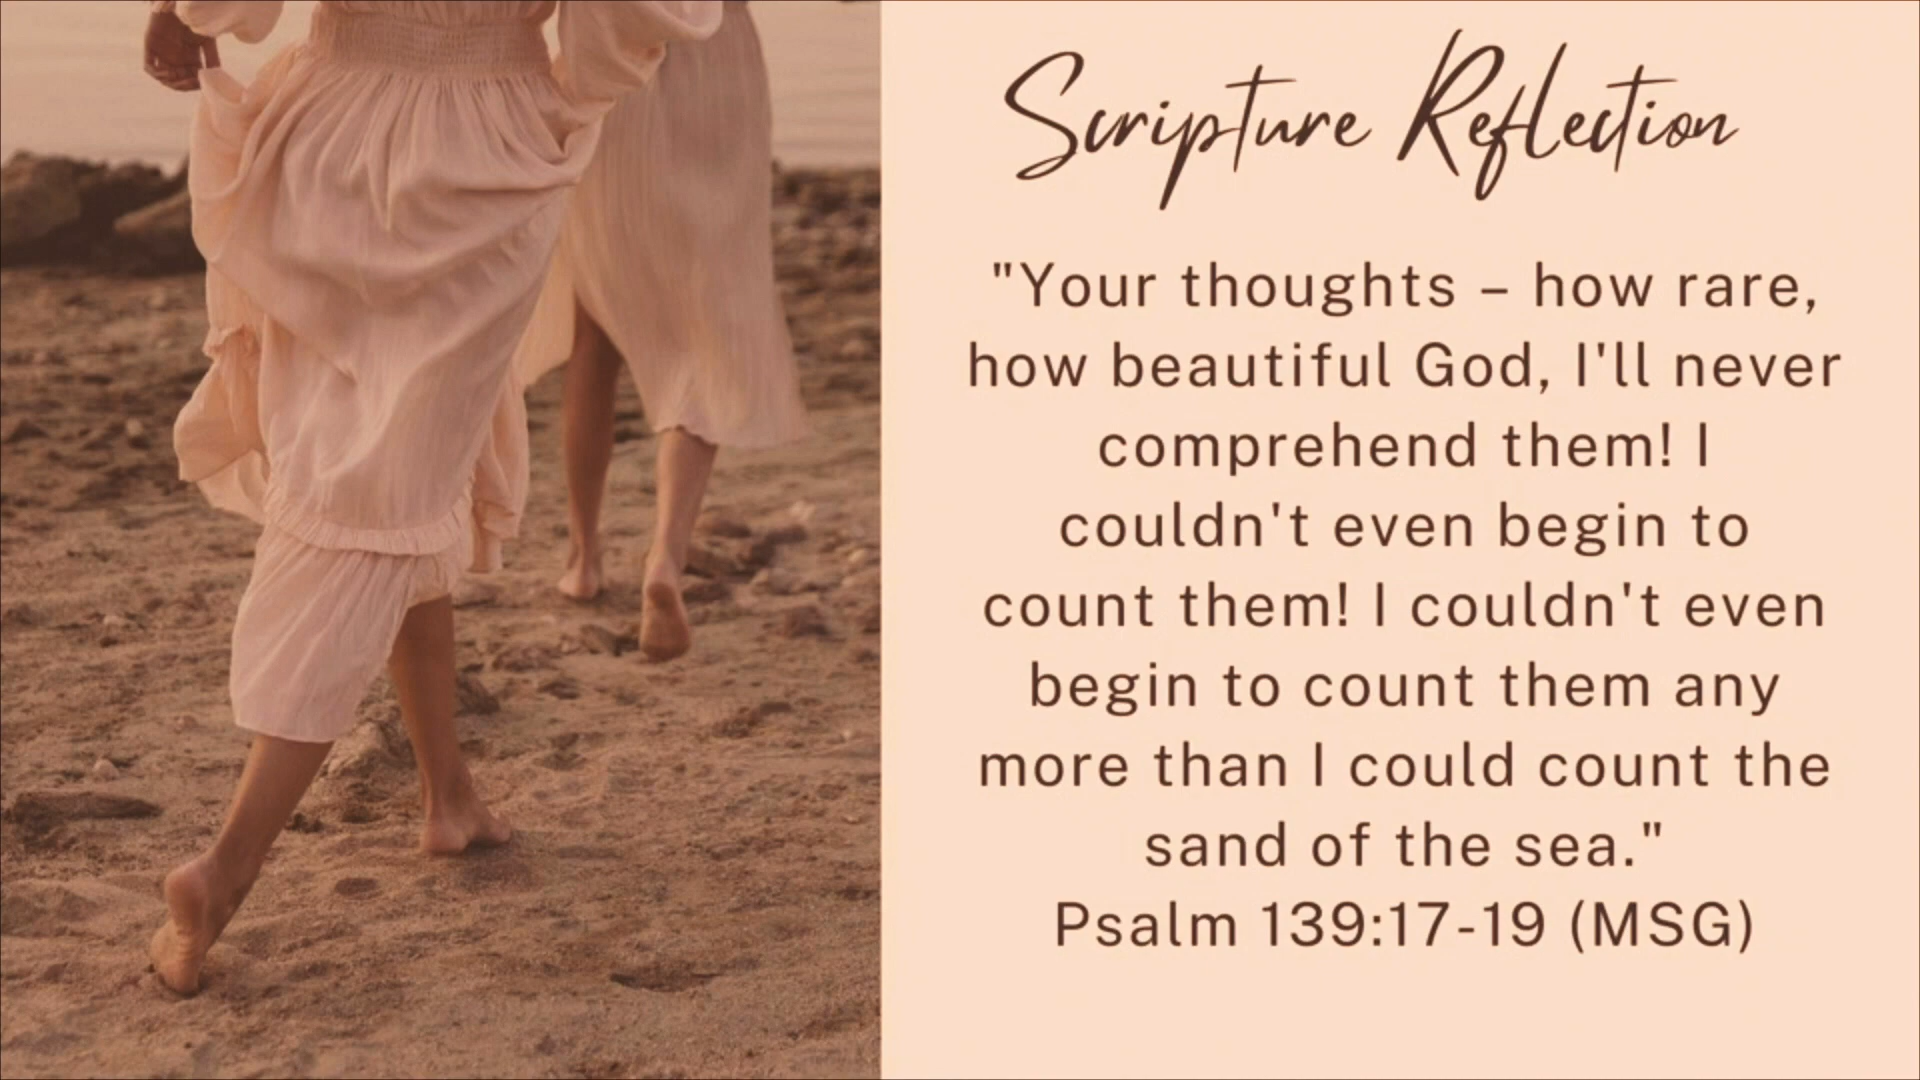 Scripture Reflection
"Your thoughts – how rare,
how beautiful God, I'll never
comprehend them! I
couldn't even begin to
count them! I couldn't even
begin to count them any
more than I could count the
sand of the sea."
Psalm 139:17-19 (MSG)